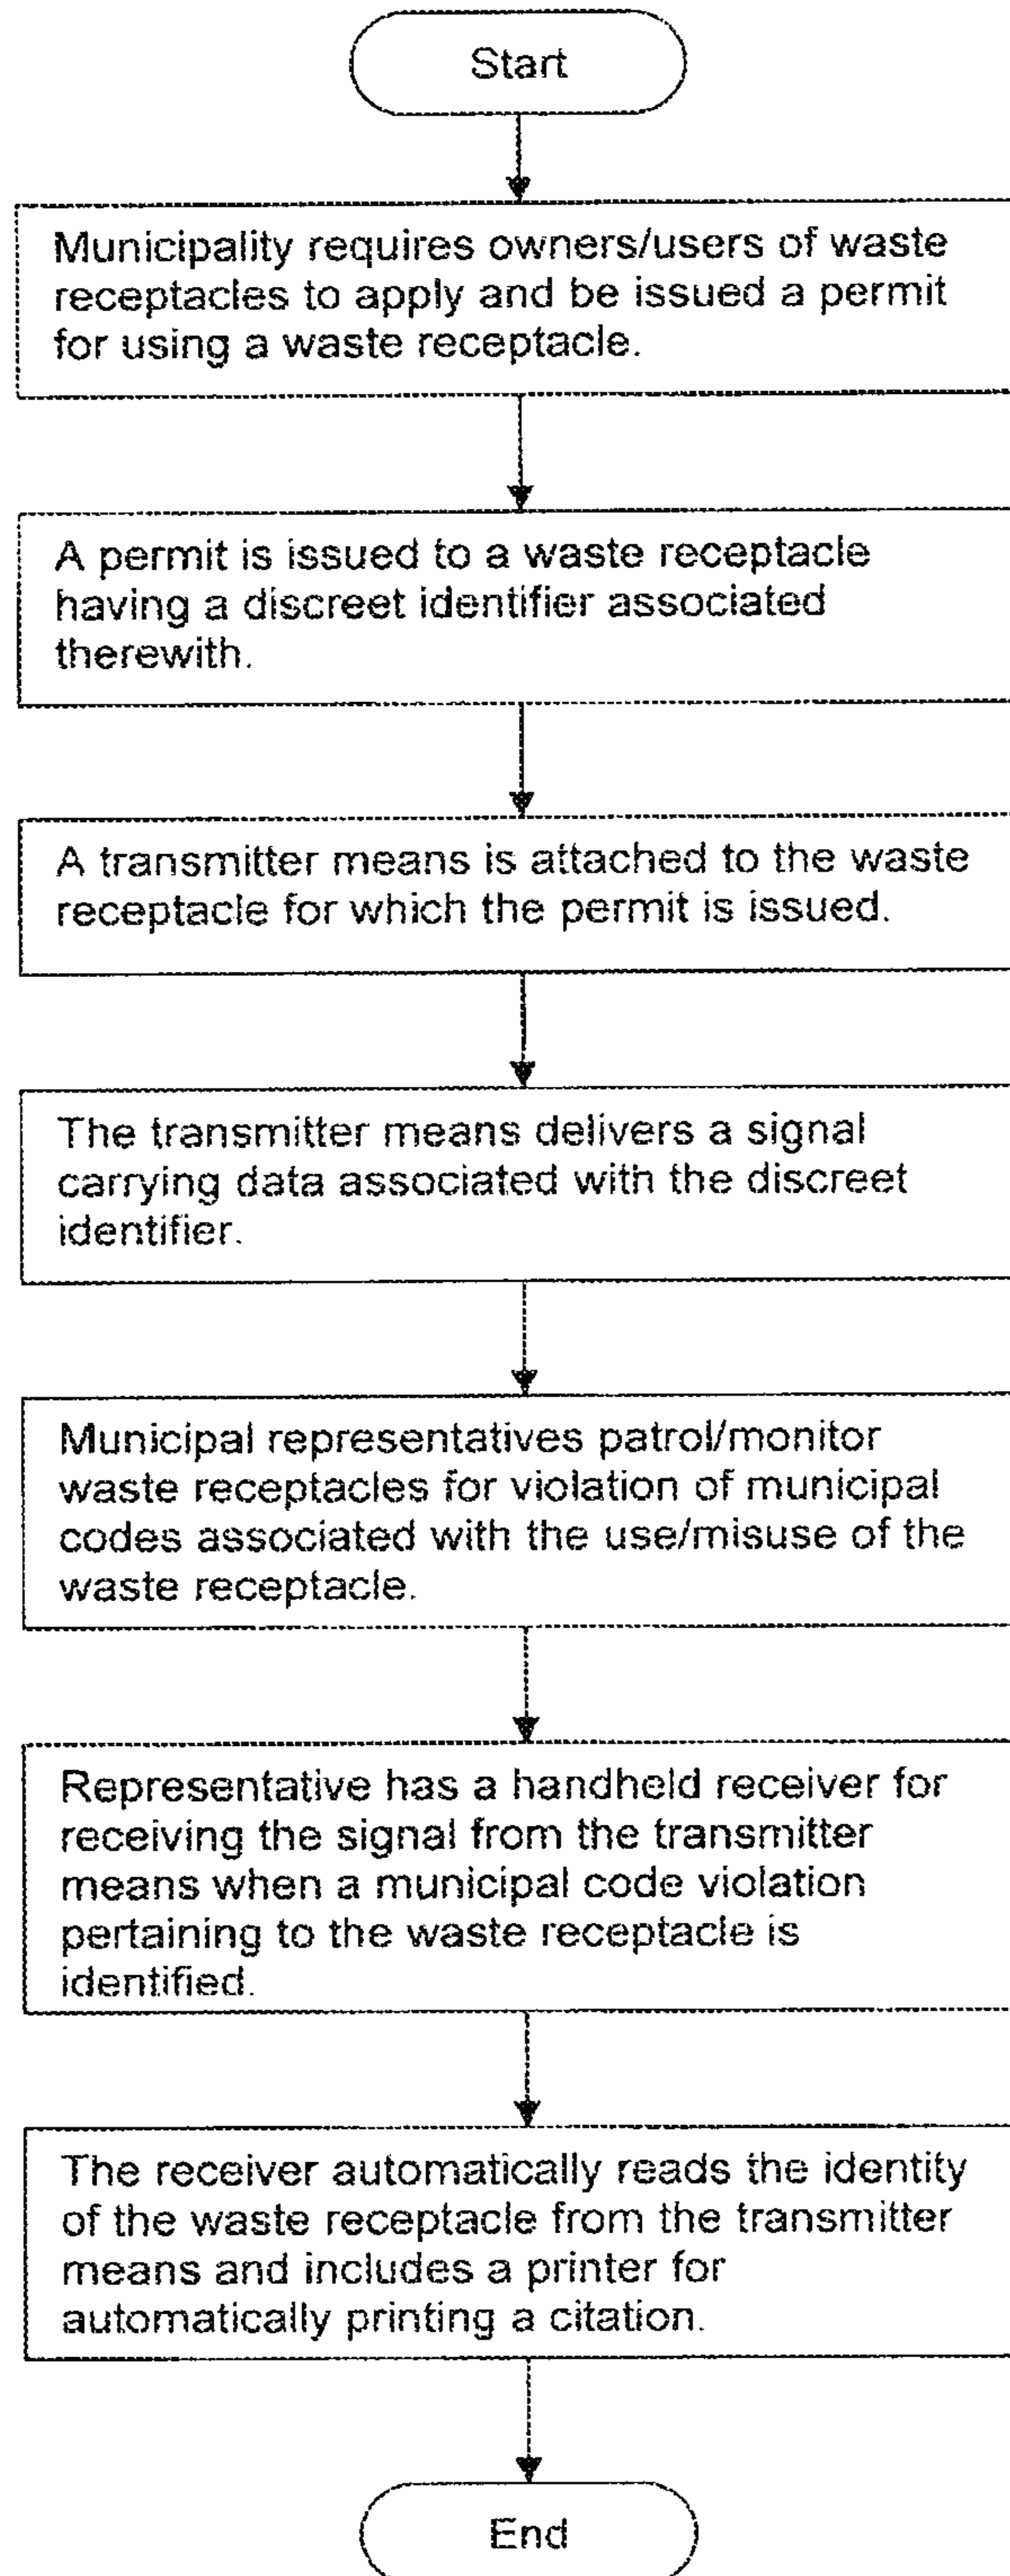 Start
Municipality requires owners/users of waste
receptacles to apply and be issued a permit
for using a waste receptacle.
A permit is issued to a waste receptacle
having a discreet identifier associated
therewith.
A transmitter means is attached to the waste
receptacle for which the permit is issued.
The transmitter means delivers a signal
carrying data associated with the discreet
identifier.
Municipal representatives patrol/monitor
waste receptacles for violation of municipal
codes associated with the use/misuse of the
waste receptacle.
Representative has a handheld receiver for
receiving the signal from the transmitter
means when a municipal code violation
pertaining to the waste receptacle is
identified.
The receiver automatically reads the identity
of the waste receptacle from the transmitter
means and includes a printer for
automatically printing a citation.
End